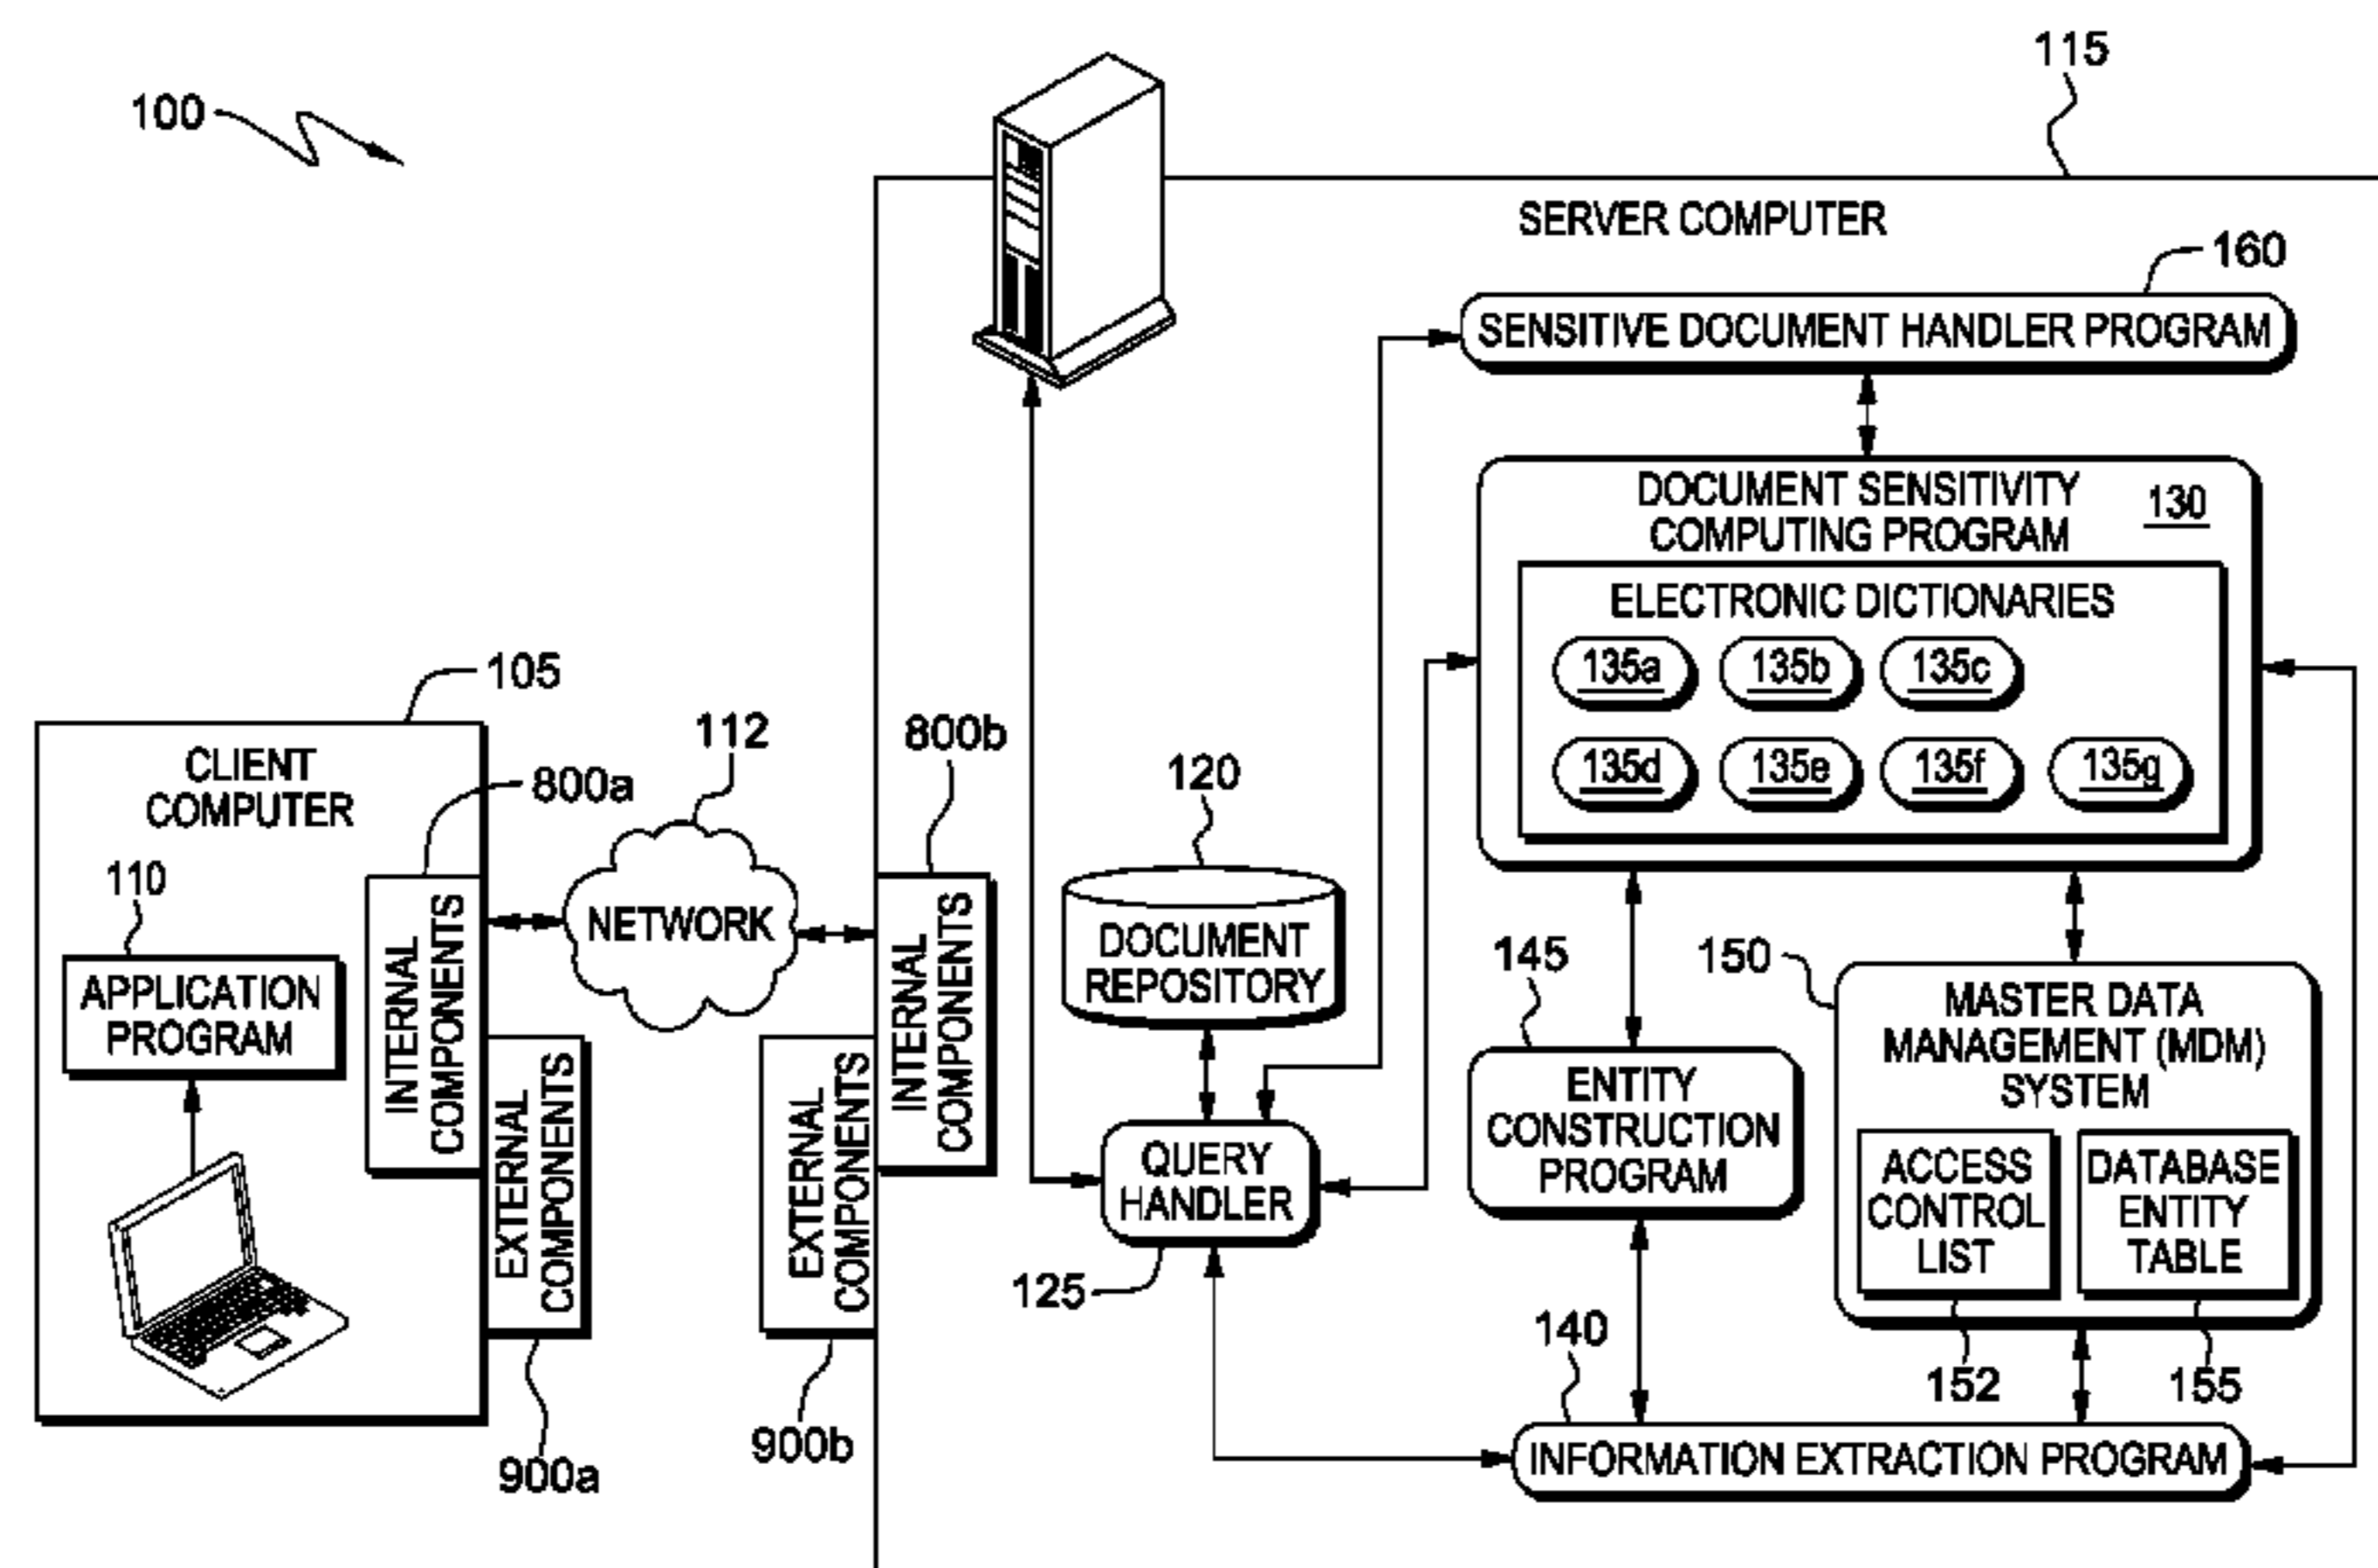 100
115
SERVER COMPUTER
160
SENSITIVE DOCUMENT HANDLER PROGRAM
DOCUMENT SENSITIVITY
COMPUTING PROGRAM
130
ELECTRONIC DICTIONARIES
135a
135b
135c
135d
135e
135f
135g
105
CLIENT
COMPUTER
800a
110
APPLICATION
PROGRAM
INTERNAL
COMPONENTS
EXTERNAL
COMPONENTS
900a
112
NETWORK
800b
INTERNAL
COMPONENTS
EXTERNAL
COMPONENTS
900b
120
DOCUMENT
REPOSITORY
QUERY
HANDLER
125
145
ENTITY
CONSTRUCTION
PROGRAM
150
MASTER DATA
MANAGEMENT (MDM)
SYSTEM
ACCESS
CONTROL
LIST
DATABASE
ENTITY
TABLE
152
155
140
INFORMATION EXTRACTION PROGRAM